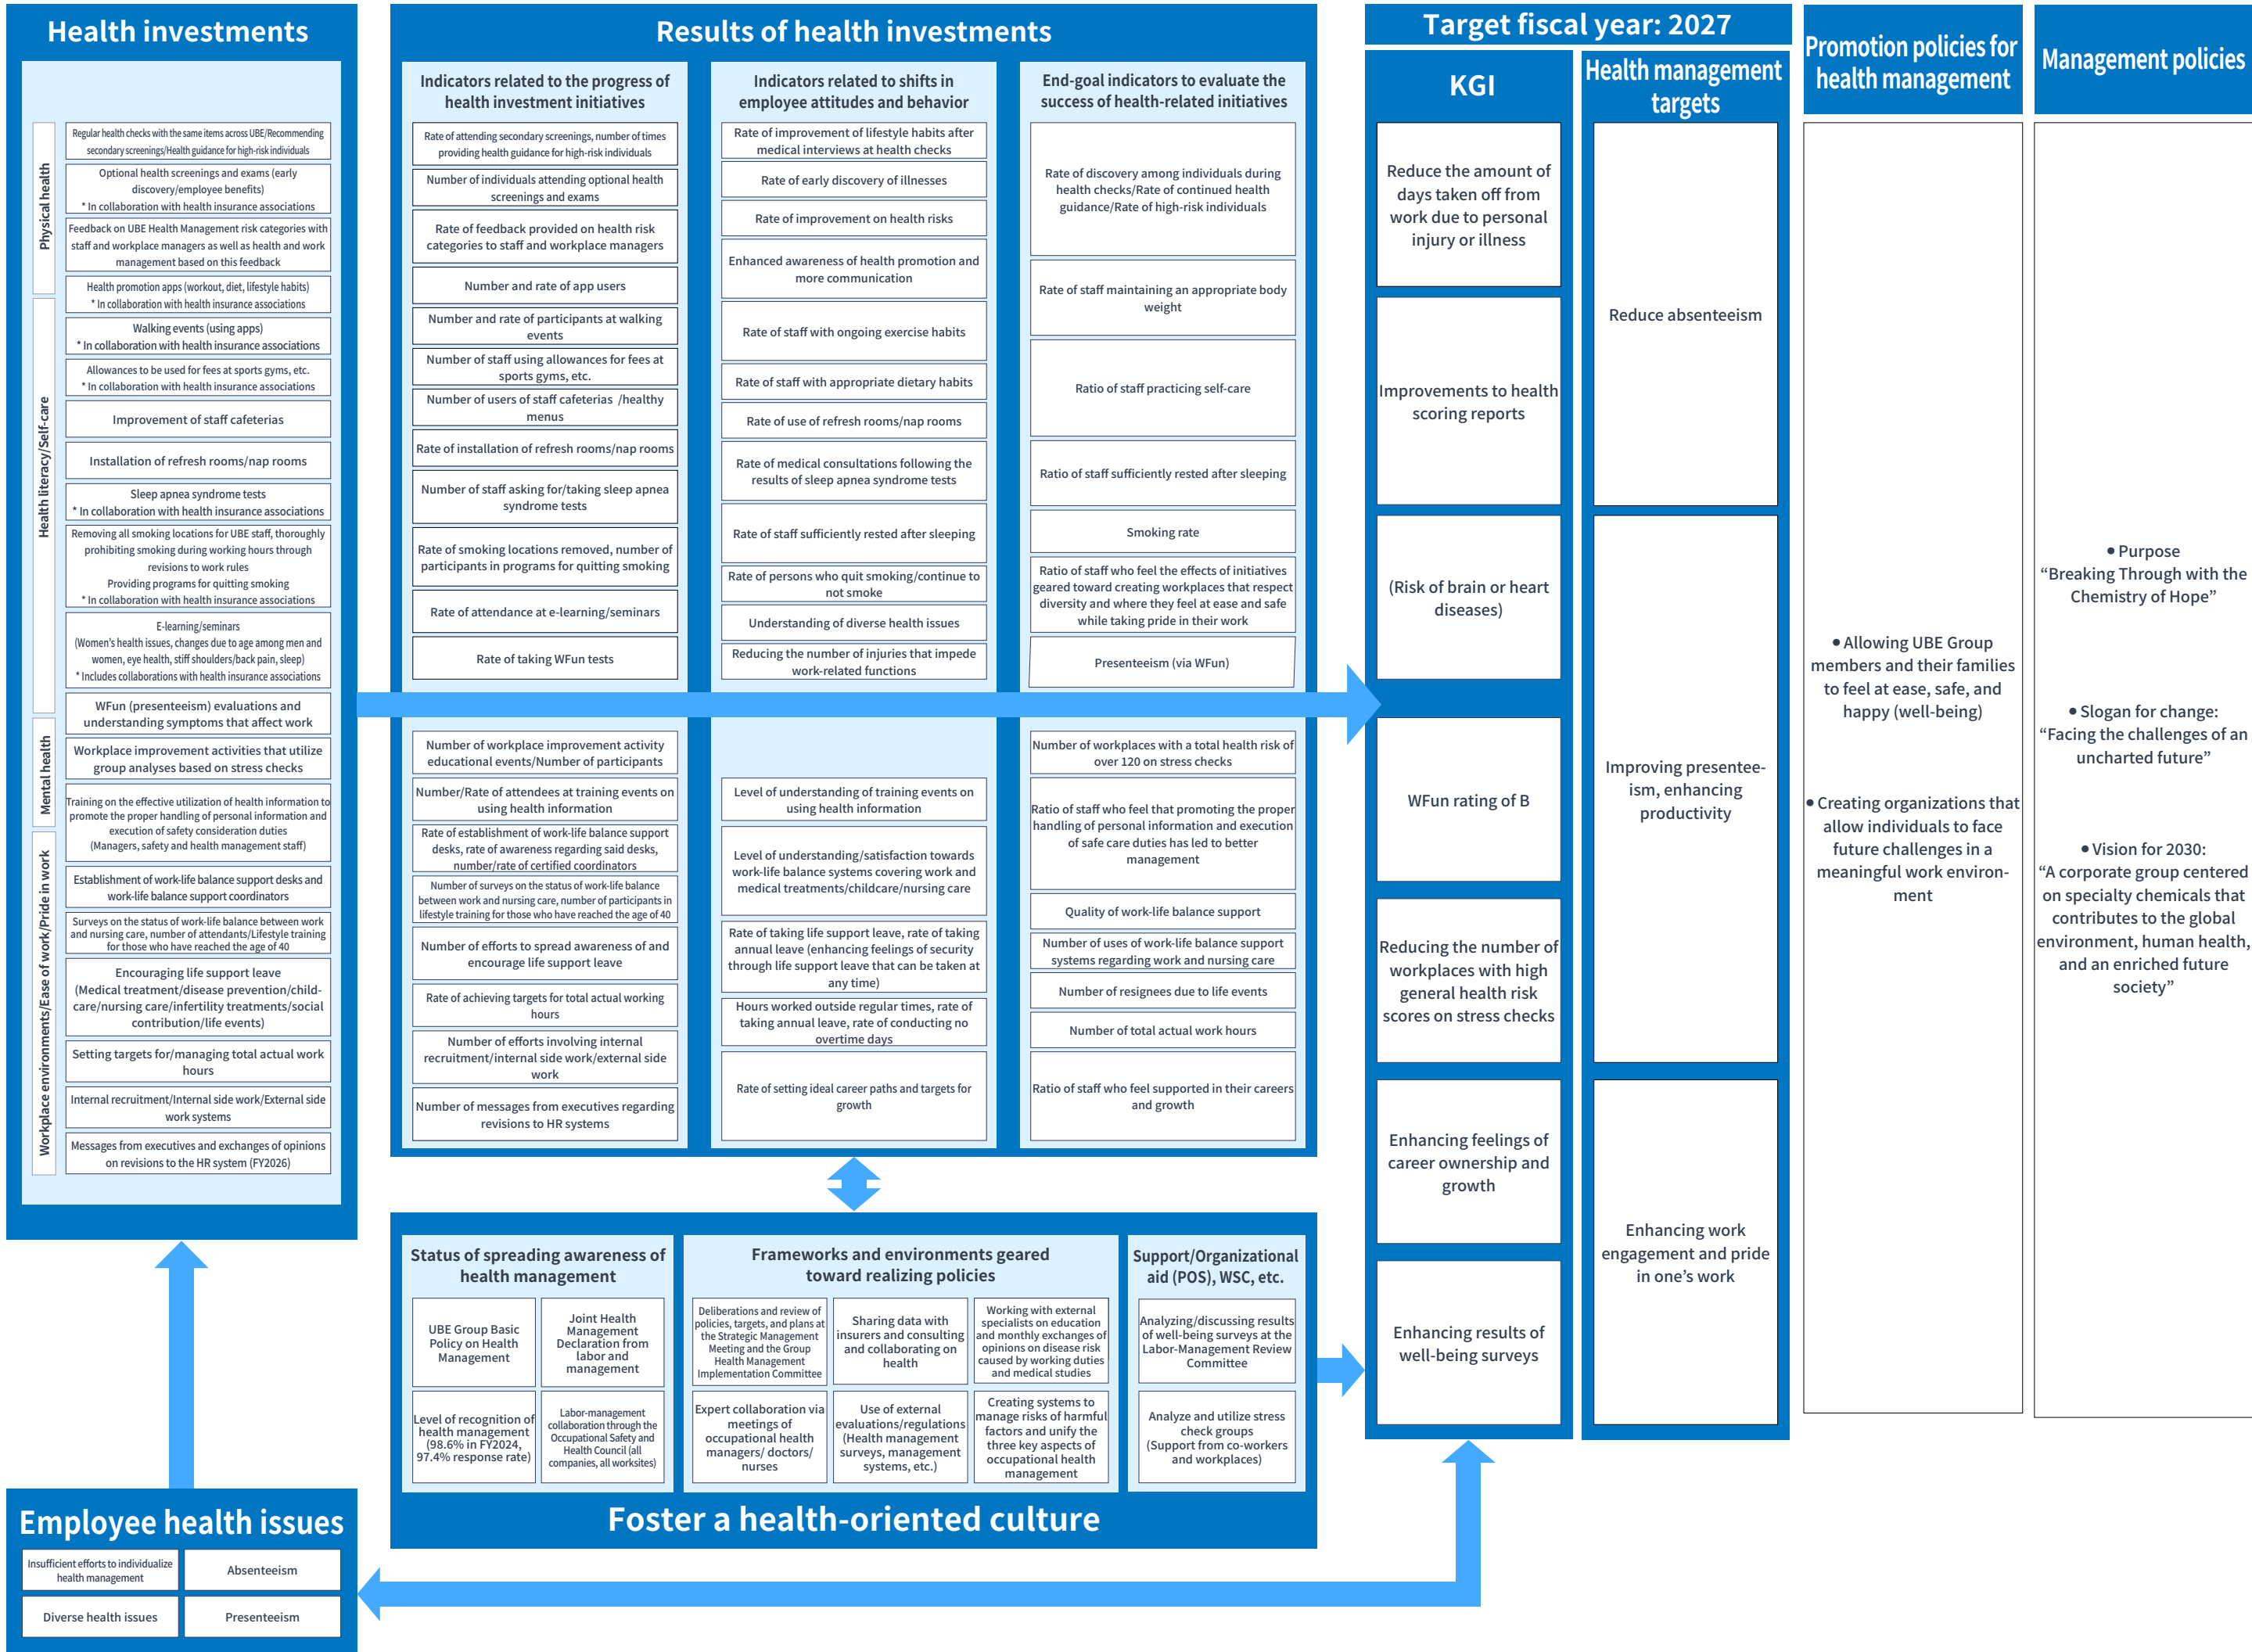 Health investments
Physical health
Regular health checks with the same items across UBE/Recommending
secondary screenings/Health guidance for high-risk individuals
Optional health screenings and exams (early
discovery/employee benefits)
* In collaboration with health insurance associations
Feedback on UBE Health Management risk categories with
staff and workplace managers as well as health and work
management based on this feedback
Health promotion apps (workout, diet, lifestyle habits)
* In collaboration with health insurance associations
Health literacy/Self-care
Walking events (using apps)
* In collaboration with health insurance associations
Allowances to be used for fees at sports gyms, etc.
* In collaboration with health insurance associations
Improvement of staff cafeterias
Installation of refresh rooms/nap rooms
Sleep apnea syndrome tests
* In collaboration with health insurance associations
Removing all smoking locations for UBE staff, thoroughly
prohibiting smoking during working hours through
revisions to work rules
Providing programs for quitting smoking
* In collaboration with health insurance associations
E-learning/seminars
(Women's health issues, changes due to age among men and
women, eye health, stiff shoulders/back pain, sleep)
* Includes collaborations with health insurance associations
WFun (presenteeism) evaluations and
understanding symptoms that affect work
Mental health
Workplace improvement activities that utilize
group analyses based on stress checks
Training on the effective utilization of health information to
promote the proper handling of personal information and
execution of safety consideration duties
(Managers, safety and health management staff)
Workplace environments/Ease of work/Pride in work
Establishment of work-life balance support desks and
work-life balance support coordinators
Surveys on the status of work-life balance between work
and nursing care, number of attendants/Lifestyle training
for those who have reached the age of 40
Encouraging life support leave
(Medical treatment/disease prevention/child-
care/nursing care/infertility treatments/social
contribution/life events)
Setting targets for/managing total actual work
hours
Internal recruitment/Internal side work/External side
work systems
Messages from executives and exchanges of opinions
on revisions to the HR system (FY2026)
Results of health investments
Indicators related to the progress of
health investment initiatives
Rate of attending secondary screenings, number of times
providing health guidance for high-risk individuals
Number of individuals attending optional health
screenings and exams
Rate of feedback provided on health risk
categories to staff and workplace managers
Number and rate of app users
Number and rate of participants at walking
events
Number of staff using allowances for fees at
sports gyms, etc.
Number of users of staff cafeterias /healthy
menus
Rate of installation of refresh rooms/nap rooms
Number of staff asking for/taking sleep apnea
syndrome tests
Rate of smoking locations removed, number of
participants in programs for quitting smoking
Rate of attendance at e-learning/seminars
Rate of taking WFun tests
Number of workplace improvement activity
educational events/Number of participants
Number/Rate of attendees at training events on
using health information
Rate of establishment of work-life balance support
desks, rate of awareness regarding said desks,
number/rate of certified coordinators
Number of surveys on the status of work-life balance
between work and nursing care, number of participants in
lifestyle training for those who have reached the age of 40
Number of efforts to spread awareness of and
encourage life support leave
Rate of achieving targets for total actual working
hours
Number of efforts involving internal
recruitment/internal side work/external side
work
Number of messages from executives regarding
revisions to HR systems
Indicators related to shifts in
employee attitudes and behavior
Rate of improvement of lifestyle habits after
medical interviews at health checks
Rate of early discovery of illnesses
Rate of improvement on health risks
Enhanced awareness of health promotion and
more communication
Rate of staff with ongoing exercise habits
Rate of staff with appropriate dietary habits
Rate of use of refresh rooms/nap rooms
Rate of medical consultations following the
results of sleep apnea syndrome tests
Rate of staff sufficiently rested after sleeping
Rate of persons who quit smoking/continue to
not smoke
Understanding of diverse health issues
Reducing the number of injuries that impede
work-related functions
Level of understanding of training events on
using health information
Level of understanding/satisfaction towards
work-life balance systems covering work and
medical treatments/childcare/nursing care
Rate of taking life support leave, rate of taking
annual leave (enhancing feelings of security
through life support leave that can be taken at
any time)
Hours worked outside regular times, rate of
taking annual leave, rate of conducting no
overtime days
Rate of setting ideal career paths and targets for
growth
End-goal indicators to evaluate the
success of health-related initiatives
Rate of discovery among individuals during
health checks/Rate of continued health
guidance/Rate of high-risk individuals
Rate of staff maintaining an appropriate body
weight
Ratio of staff practicing self-care
Ratio of staff sufficiently rested after sleeping
Smoking rate
Ratio of staff who feel the effects of initiatives
geared toward creating workplaces that respect
diversity and where they feel at ease and safe
while taking pride in their work
Presenteeism (via WFun)
Number of workplaces with a total health risk of
over 120 on stress checks
Ratio of staff who feel that promoting the proper
handling of personal information and execution
of safe care duties has led to better
management
Quality of work-life balance support
Number of uses of work-life balance support
systems regarding work and nursing care
Number of resignees due to life events
Number of total actual work hours
Ratio of staff who feel supported in their careers
and growth
Target fiscal year: 2027
KGI
Reduce the amount of
days taken off from
work due to personal
injury or illness
Improvements to health
scoring reports
(Risk of brain or heart
diseases)
WFun rating of B
Reducing the number of
workplaces with high
general health risk
scores on stress checks
Enhancing feelings of
career ownership and
growth
Enhancing results of
well-being surveys
Health management
targets
Reduce absenteeism
Improving presentee-
ism, enhancing
productivity
Enhancing work
engagement and pride
in one's work
Promotion policies for
health management
● Allowing UBE Group
members and their families
to feel at ease, safe, and
happy (well-being)
● Creating organizations that
allow individuals to face
future challenges in a
meaningful work environ-
ment
Management policies
● Purpose
“Breaking Through with the
Chemistry of Hope”
● Slogan for change:
“Facing the challenges of an
uncharted future”
● Vision for 2030:
“A corporate group centered
on specialty chemicals that
contributes to the global
environment, human health,
and an enriched future
society”
Status of spreading awareness of
health management
UBE Group Basic
Policy on Health
Management
Joint Health
Management
Declaration from
labor and
management
Level of recognition of
health management
(98.6% in FY2024,
97.4% response rate)
Labor-management
collaboration through the
Occupational Safety and
Health Council (all
companies, all worksites)
Frameworks and environments geared
toward realizing policies
Deliberations and review of
policies, targets, and plans at
the Strategic Management
Meeting and the Group
Health Management
Implementation Committee
Sharing data with
insurers and consulting
and collaborating on
health
Working with external
specialists on education
and monthly exchanges of
opinions on disease risk
caused by working duties
and medical studies
Expert collaboration via
meetings of
occupational health
managers/ doctors/
nurses
Use of external
evaluations/regulations
(Health management
surveys, management
systems, etc.)
Creating systems to
manage risks of harmful
factors and unify the
three key aspects of
occupational health
management
Support/Organizational
aid (POS), WSC, etc.
Analyzing/discussing results
of well-being surveys at the
Labor-Management Review
Committee
Analyze and utilize stress
check groups
(Support from co-workers
and workplaces)
Foster a health-oriented culture
Employee health issues
Insufficient efforts to individualize
health management
Absenteeism
Diverse health issues
Presenteeism